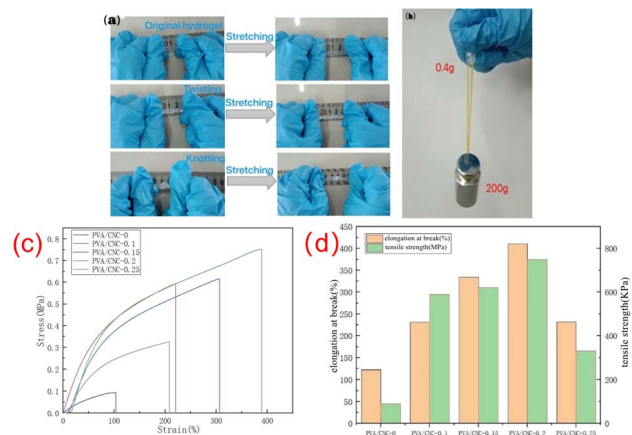 (a)
Original hydrogel
Stretching
Twisting
Stretching
Knotting
Stretching
(b)
0.4g
200g
(c)
PVA/CNC-0
PVA/CNC-0.1
PVA/CNC-0.15
PVA/CNC-0.2
PVA/CNC-0.25
Stress(MPa)
0.8
0.7
0.6
0.5
0.4
0.3
0.2
0.1
0.0
0 100 200 300 400
Strain(%)
(d)
elongation at break(%)
tensile strength(MPa)
elongation at break(%)
450
400
350
300
250
200
150
100
50
0
tensile strength(KPa)
800
600
400
200
0
PVA/CNC-0 PVA/CNC-0.1 PVA/CNC-0.15 PVA/CNC-0.2 PVA/CNC-0.25